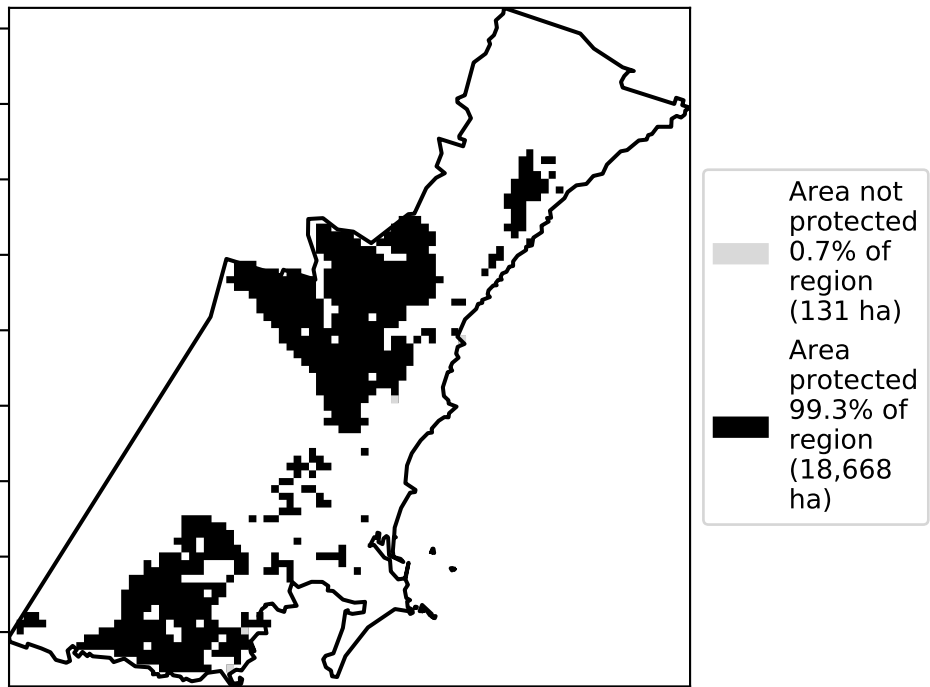 Area not
protected
0.7% of
region
(131 ha)
Area
protected
99.3% of
region
(18,668
ha)